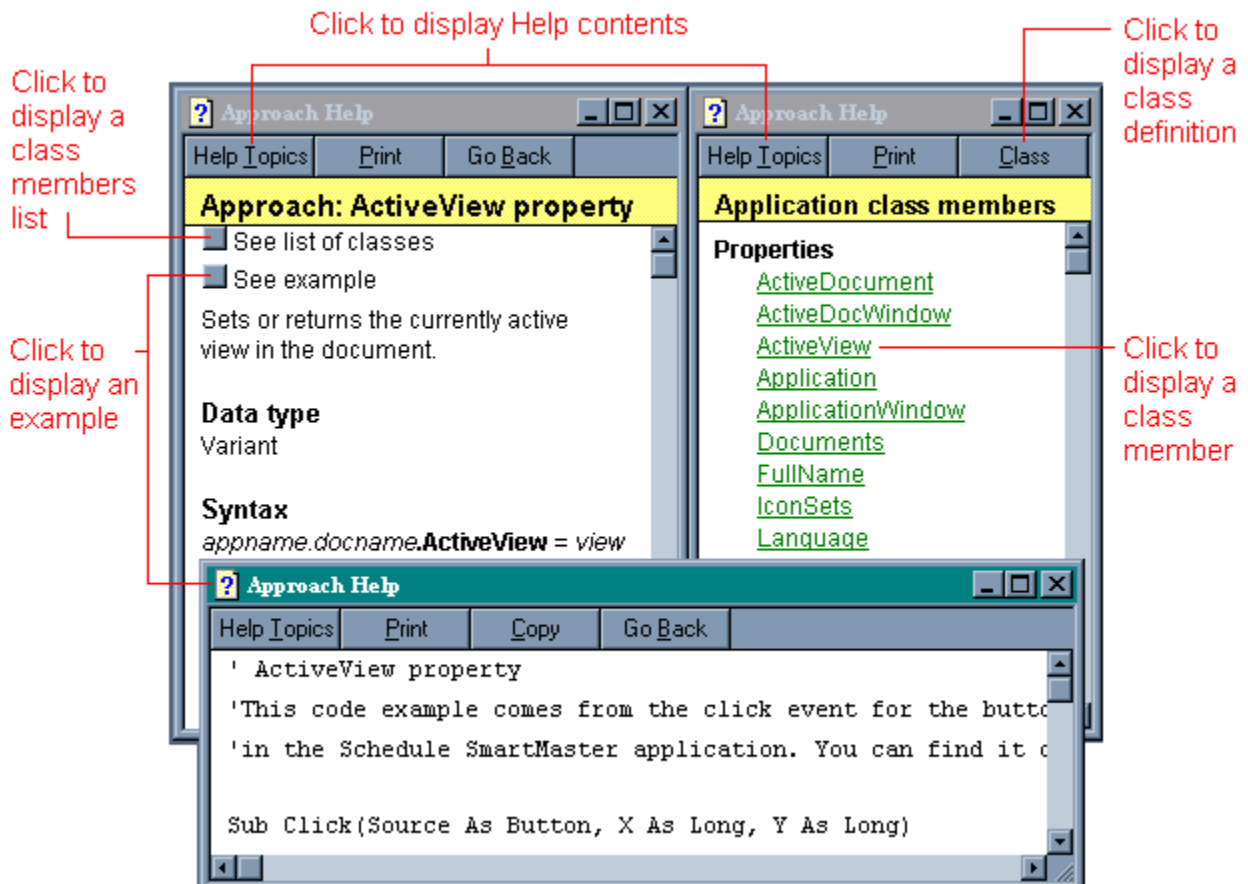 Click to display Help contents
Click to
display a
class
definition
Click to
display a
class
members
list
Approach Help
Help Topics Print Go Back
Approach: ActiveView property
See list of classes
See example
Sets or returns the currently active
view in the document.
Data type
Variant
Syntax
appname.docname.ActiveView = view
Approach Help
Help Topics Print Class
Application class members
Properties
ActiveDocument
ActiveDocWindow
ActiveView
Application
ApplicationWindow
Documents
FullName
IconSets
Language
Click to
display an
example
Click to
display a
class
member
Approach Help
Help Topics Print Copy Go Back
' ActiveView property
'This code example comes from the click event for the butto
'in the Schedule SmartMaster application. You can find it
Sub Click(Source As Button, X As Long, Y As Long)